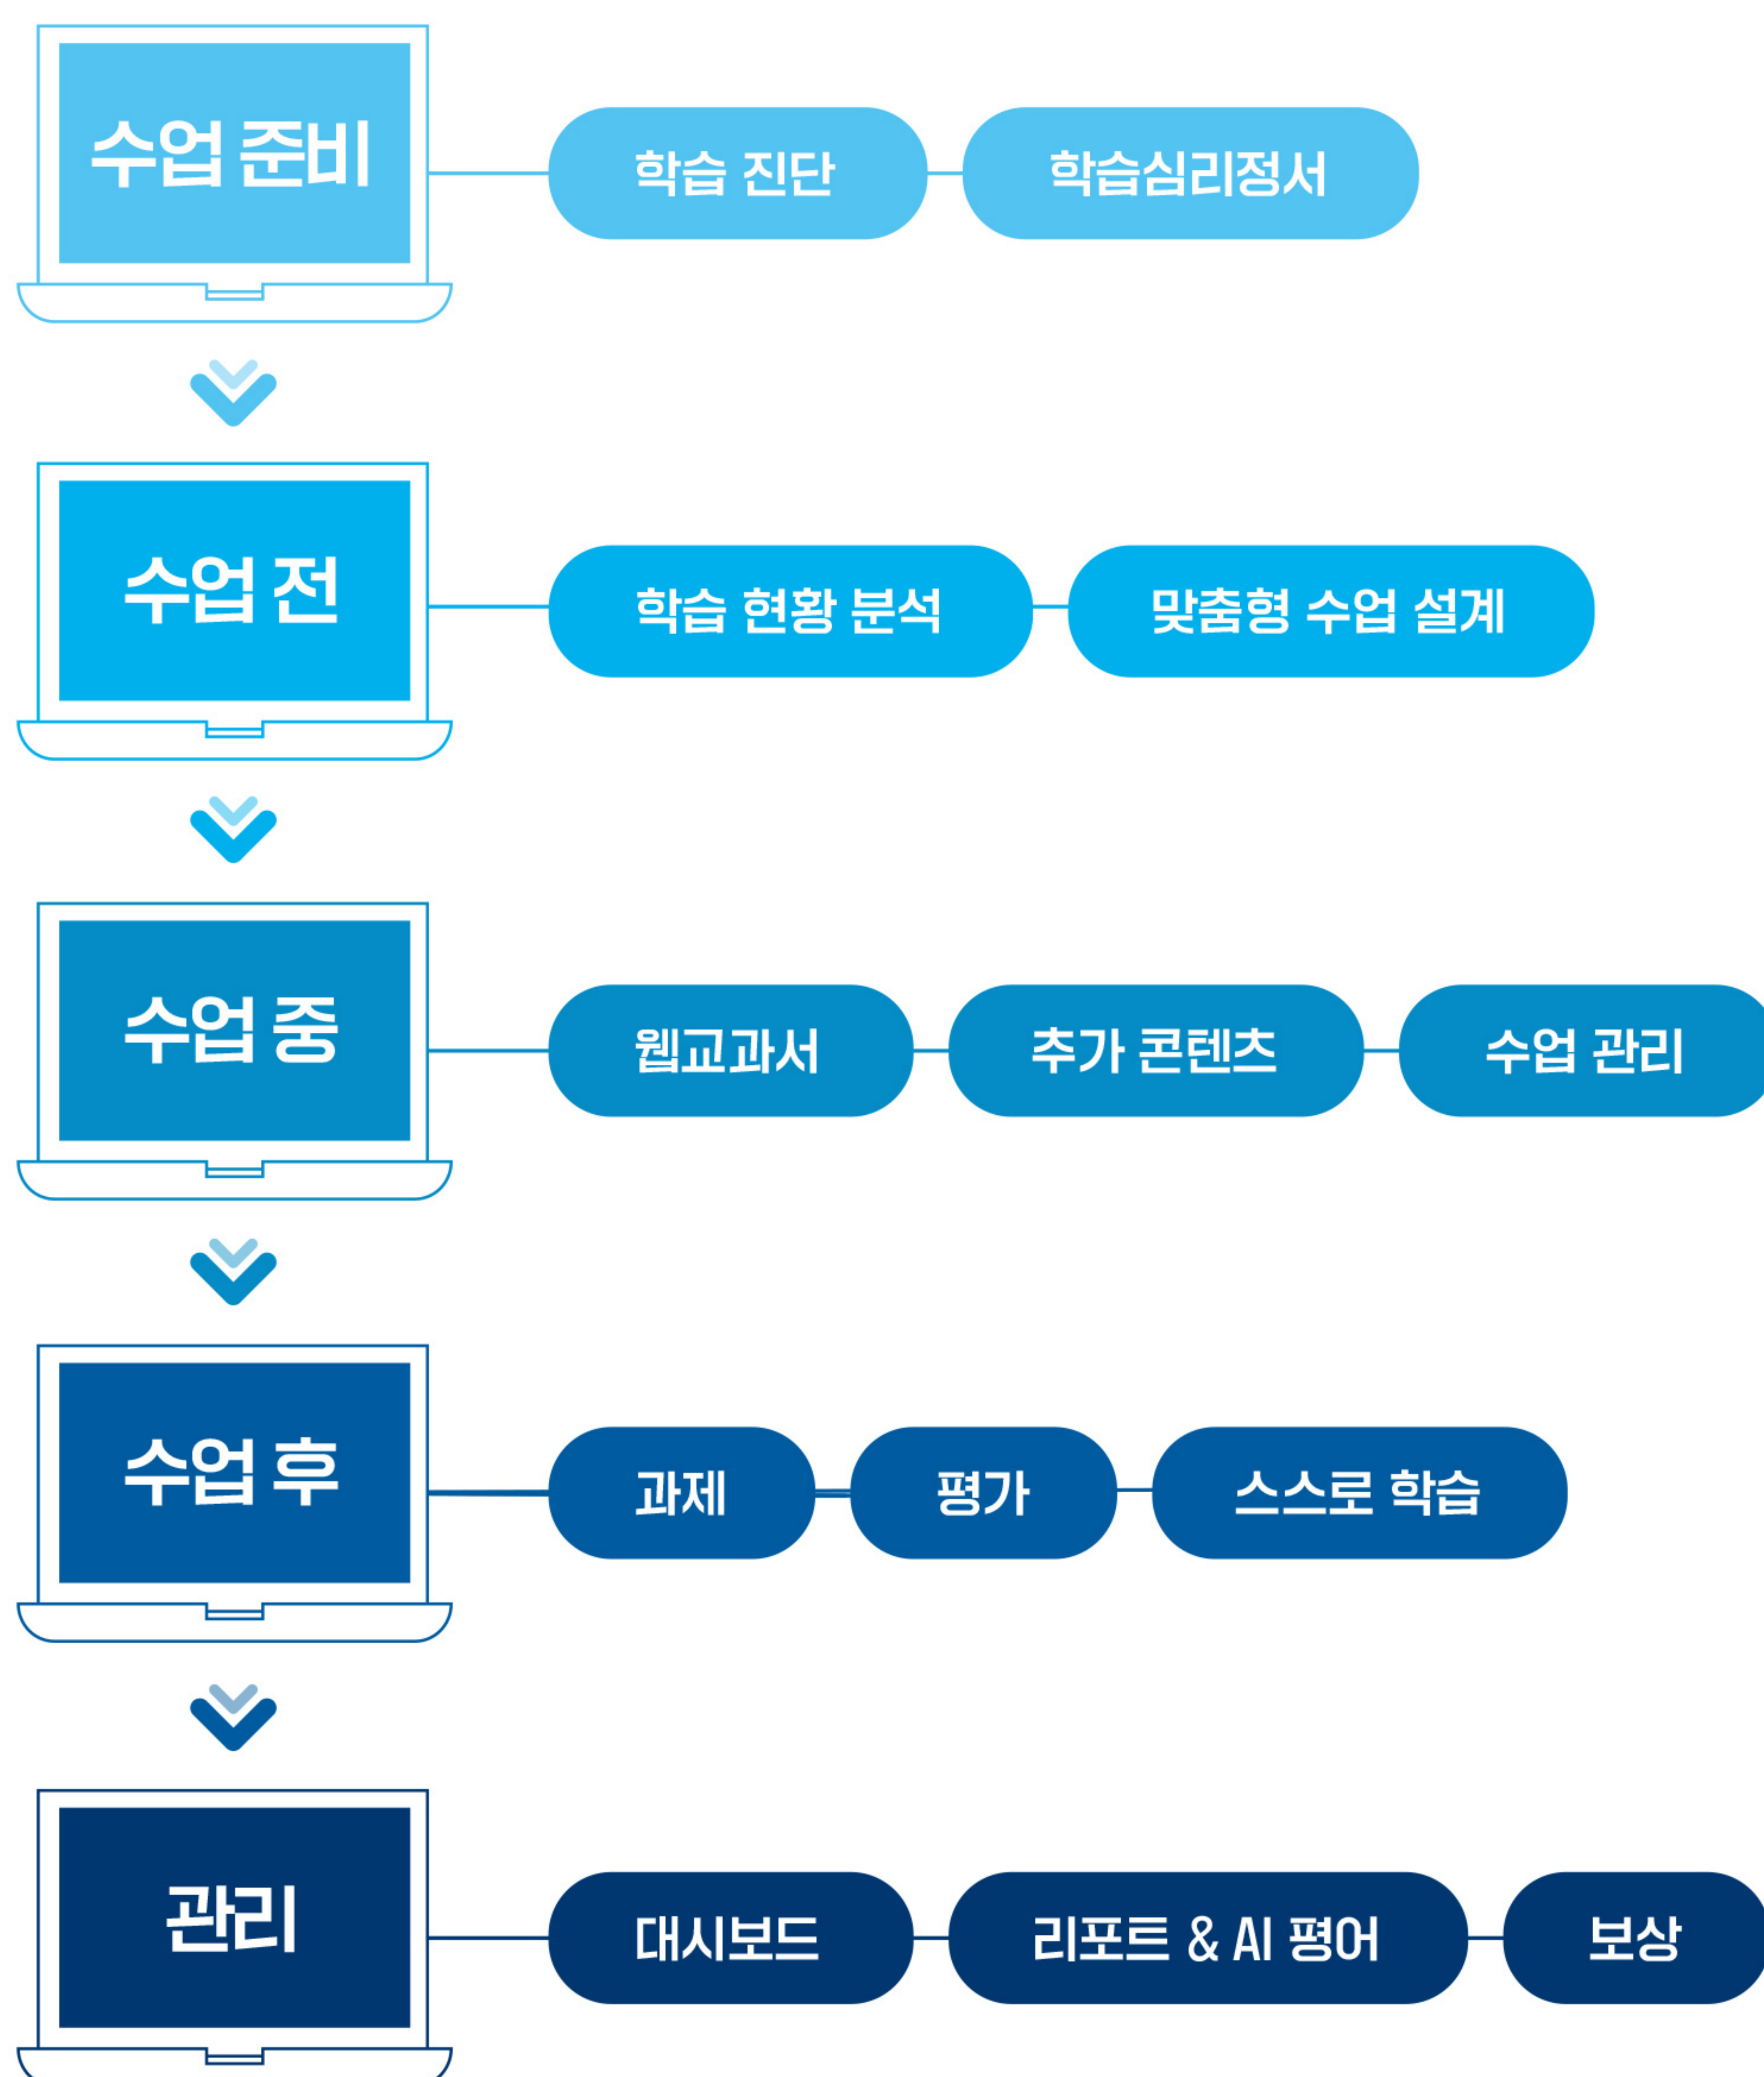 수업 준비
학습 진단
학습심리정서
수업 전
학습 현황 분석
맞춤형 수업 설계
수업 중
웹교과서
추가 콘텐츠
수업 관리
수업 후
과제
평가
스스로 학습
관리
대시보드
리포트 & AI 평어
보상